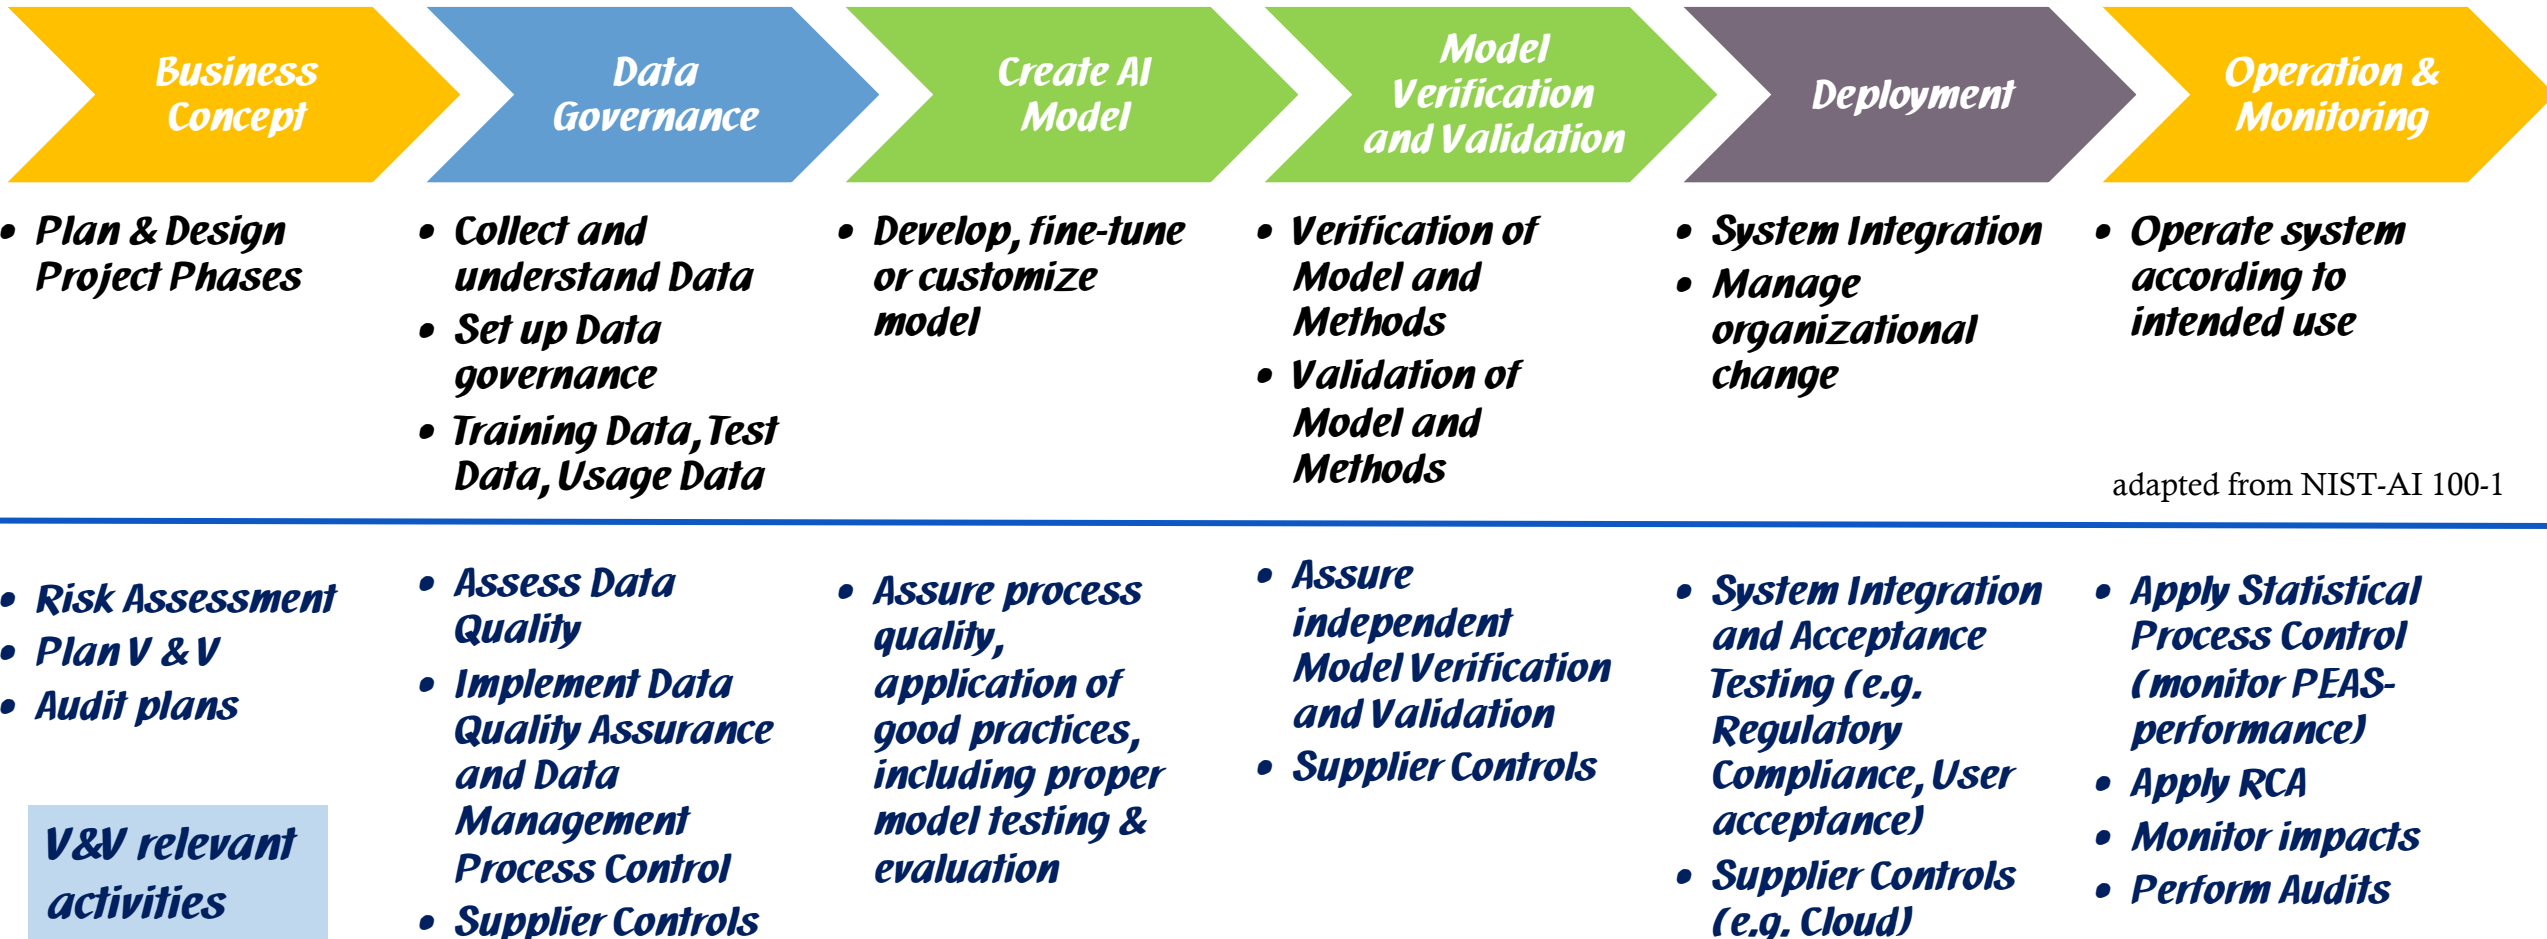 Business
Concept
Data
Governance
Create AI
Model
Model
Verification
and Validation
Deployment
Operation &
Monitoring
• Plan & Design
Project Phases
• Collect and
understand Data
• Set up Data
governance
• Training Data, Test
Data, Usage Data
• Develop, fine-tune
or customize
model
• Verification of
Model and
Methods
• Validation of
Model and
Methods
• System Integration
• Manage
organizational
change
• Operate system
according to
intended use
adapted from NIST-AI 100-1
• Risk Assessment
• Plan V & V
• Audit plans
V&V relevant
activities
• Assess Data
Quality
• Implement Data
Quality Assurance
and Data
Management
Process Control
• Supplier Controls
• Assure process
quality,
application of
good practices,
including proper
model testing &
evaluation
• Assure
independent
Model Verification
and Validation
• Supplier Controls
• System Integration
and Acceptance
Testing (e.g.
Regulatory
Compliance, User
acceptance)
• Supplier Controls
(e.g. Cloud)
• Apply Statistical
Process Control
(monitor PEAS-
performance)
• Apply RCA
• Monitor impacts
• Perform Audits